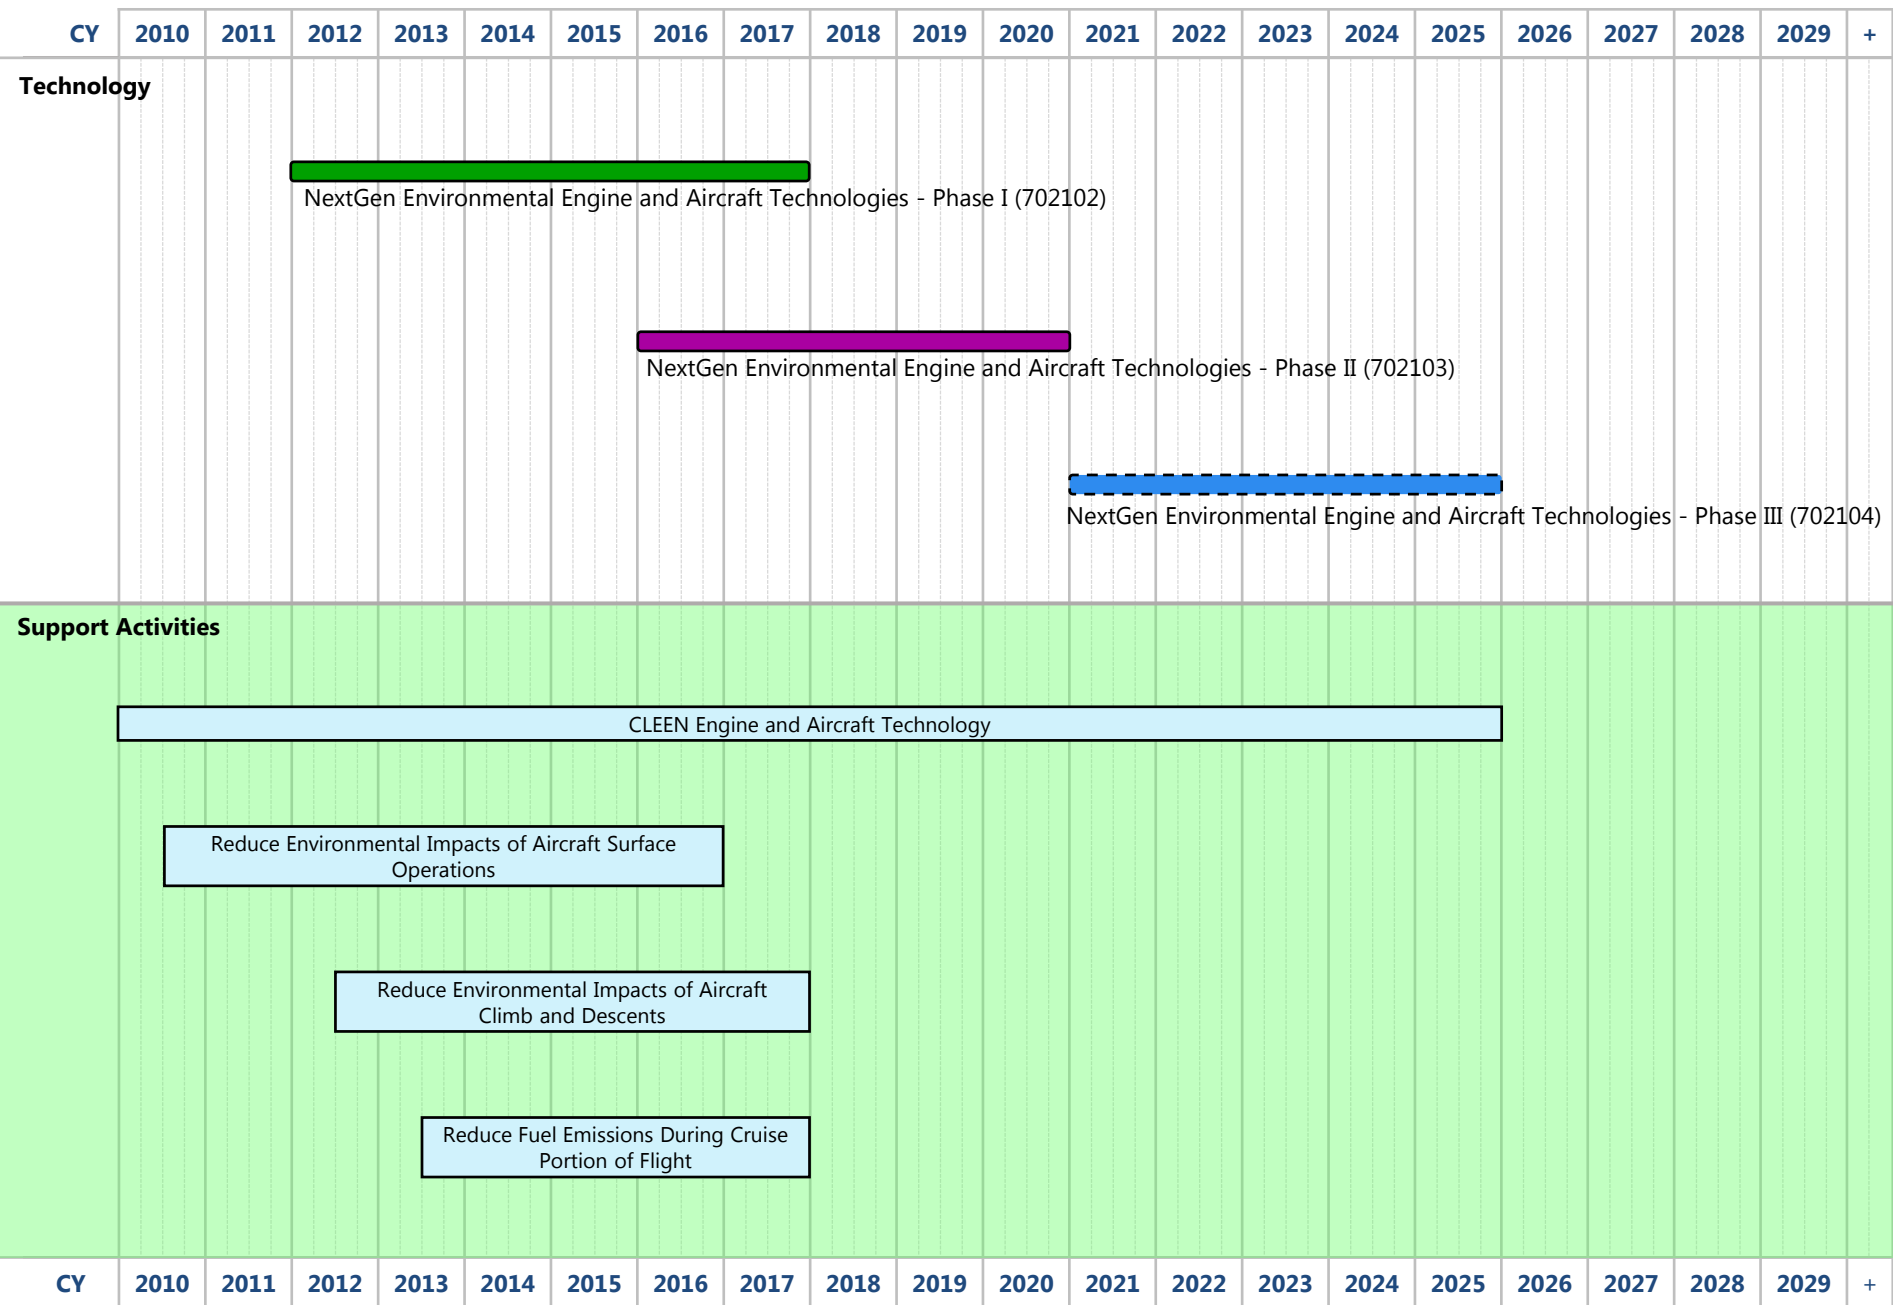 CY 2010 2011 2012 2013 2014 2015 2016 2017 2018 2019 2020 2021 2022 2023 2024 2025 2026 2027 2028 2029 +
Technology
NextGen Environmental Engine and Aircraft Technologies - Phase I (702102)
NextGen Environmental Engine and Aircraft Technologies - Phase II (702103)
NextGen Environmental Engine and Aircraft Technologies - Phase III (702104)
Support Activities
CLEEN Engine and Aircraft Technology
Reduce Environmental Impacts of Aircraft Surface
Operations
Reduce Environmental Impacts of Aircraft
Climb and Descents
Reduce Fuel Emissions During Cruise
Portion of Flight
CY 2010 2011 2012 2013 2014 2015 2016 2017 2018 2019 2020 2021 2022 2023 2024 2025 2026 2027 2028 2029 +